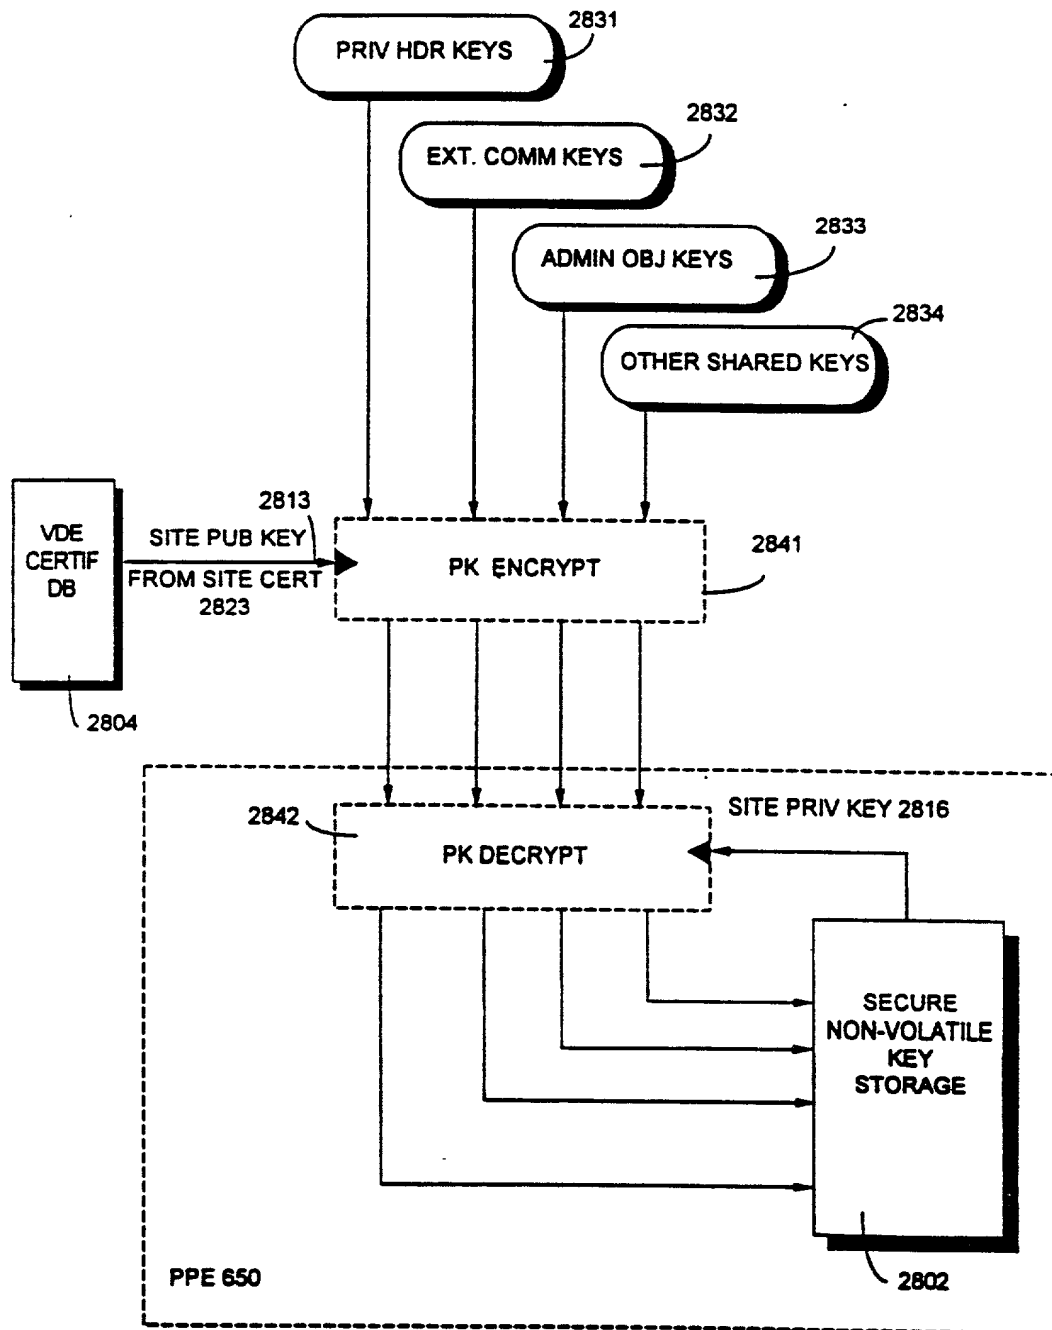 2831
PRIV HDR KEYS
2832
EXT. COMM KEYS
2833
ADMIN OBJ KEYS
2834
OTHER SHARED KEYS
VDE
CERTIF
DB
2813
SITE PUB KEY
FROM SITE CERT
2823
PK ENCRYPT
2841
2804
2842
SITE PRIV KEY 2816
PK DECRYPT
SECURE
NON-VOLATILE
KEY
STORAGE
PPE 650
2802